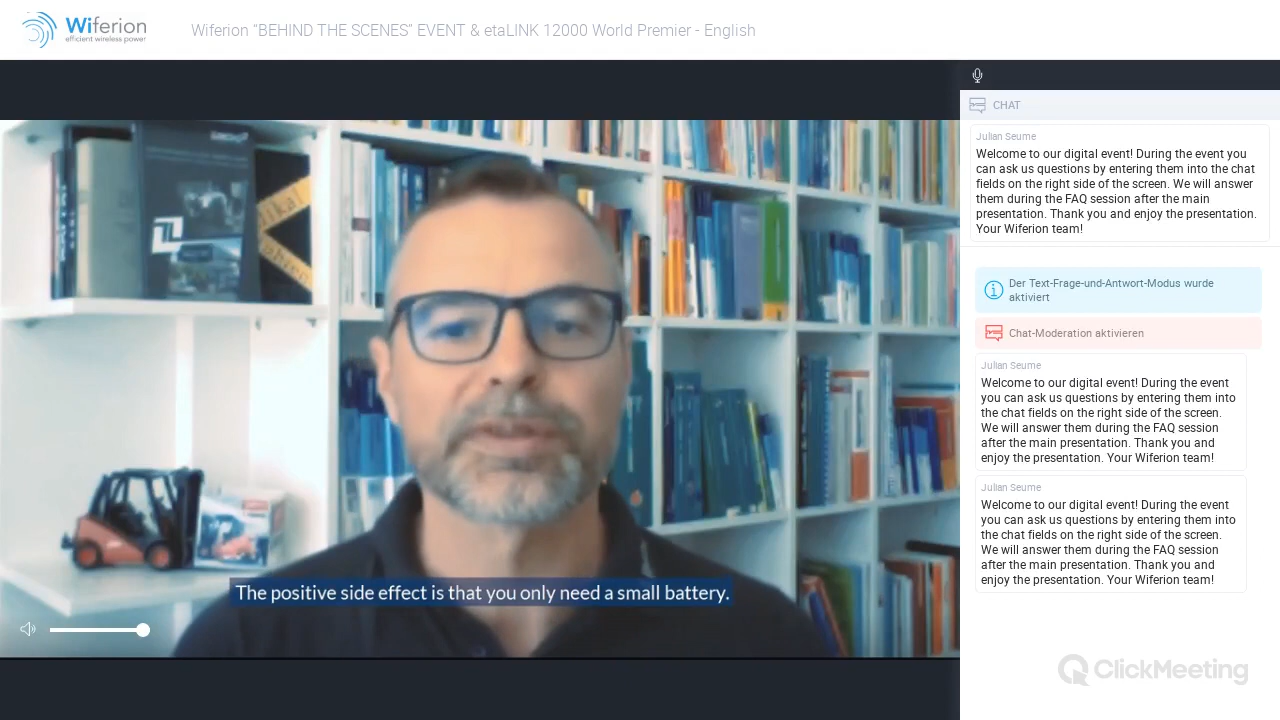 Wiferion
efficient wireless power
Wiferion “BEHIND THE SCENES” EVENT & etaLINK 12000 World Premier - English
CHAT
Julian Seume
Welcome to our digital event! During the event you
can ask us questions by entering them into the chat
fields on the right side of the screen. We will answer
them during the FAQ session after the main
presentation. Thank you and enjoy the presentation.
Your Wiferion team!
Der Text-Frage-und-Antwort-Modus wurde
aktiviert
Chat-Moderation aktivieren
Julian Seume
Welcome to our digital event! During the event
you can ask us questions by entering them into
the chat fields on the right side of the screen.
We will answer them during the FAQ session
after the main presentation. Thank you and
enjoy the presentation. Your Wiferion team!
Julian Seume
Welcome to our digital event! During the event
you can ask us questions by entering them into
the chat fields on the right side of the screen.
We will answer them during the FAQ session
after the main presentation. Thank you and
enjoy the presentation. Your Wiferion team!
The positive side effect is that you only need a small battery.
ClickMeeting